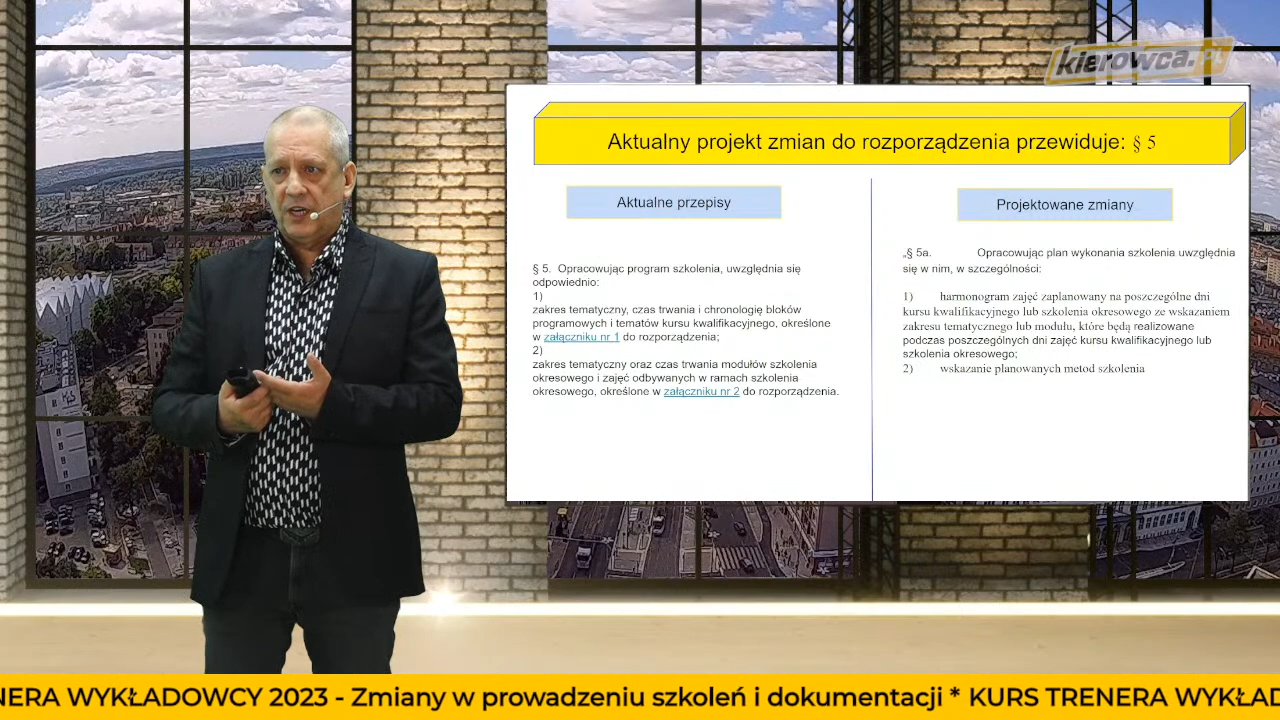 kierowca.PL
Aktualny projekt zmian do rozporządzenia przewiduje: § 5
Aktualne przepisy
§ 5. Opracowując program szkolenia, uwzględnia się
odpowiednio:
1)
zakres tematyczny, czas trwania i chronologię bloków
programowych i tematów kursu kwalifikacyjnego, określone
w załączniku nr 1 do rozporządzenia;
2)
zakres tematyczny oraz czas trwania modułów szkolenia
okresowego i zajęć odbywanych w ramach szkolenia
okresowego, określone w załączniku nr 2 do rozporządzenia.
Projektowane zmiany
„§ 5a. Opracowując plan wykonania szkolenia uwzględnia
się w nim, w szczególności:
1) harmonogram zajęć zaplanowany na poszczególne dni
kursu kwalifikacyjnego lub szkolenia okresowego ze wskazaniem
zakresu tematycznego lub modułu, które będą realizowane
podczas poszczególnych dni zajęć kursu kwalifikacyjnego lub
szkolenia okresowego;
2) wskazanie planowanych metod szkolenia
NERA WYKŁADOWCY 2023 - Zmiany w prowadzeniu szkoleń i dokumentacji * KURS TRENERA WYKŁAD